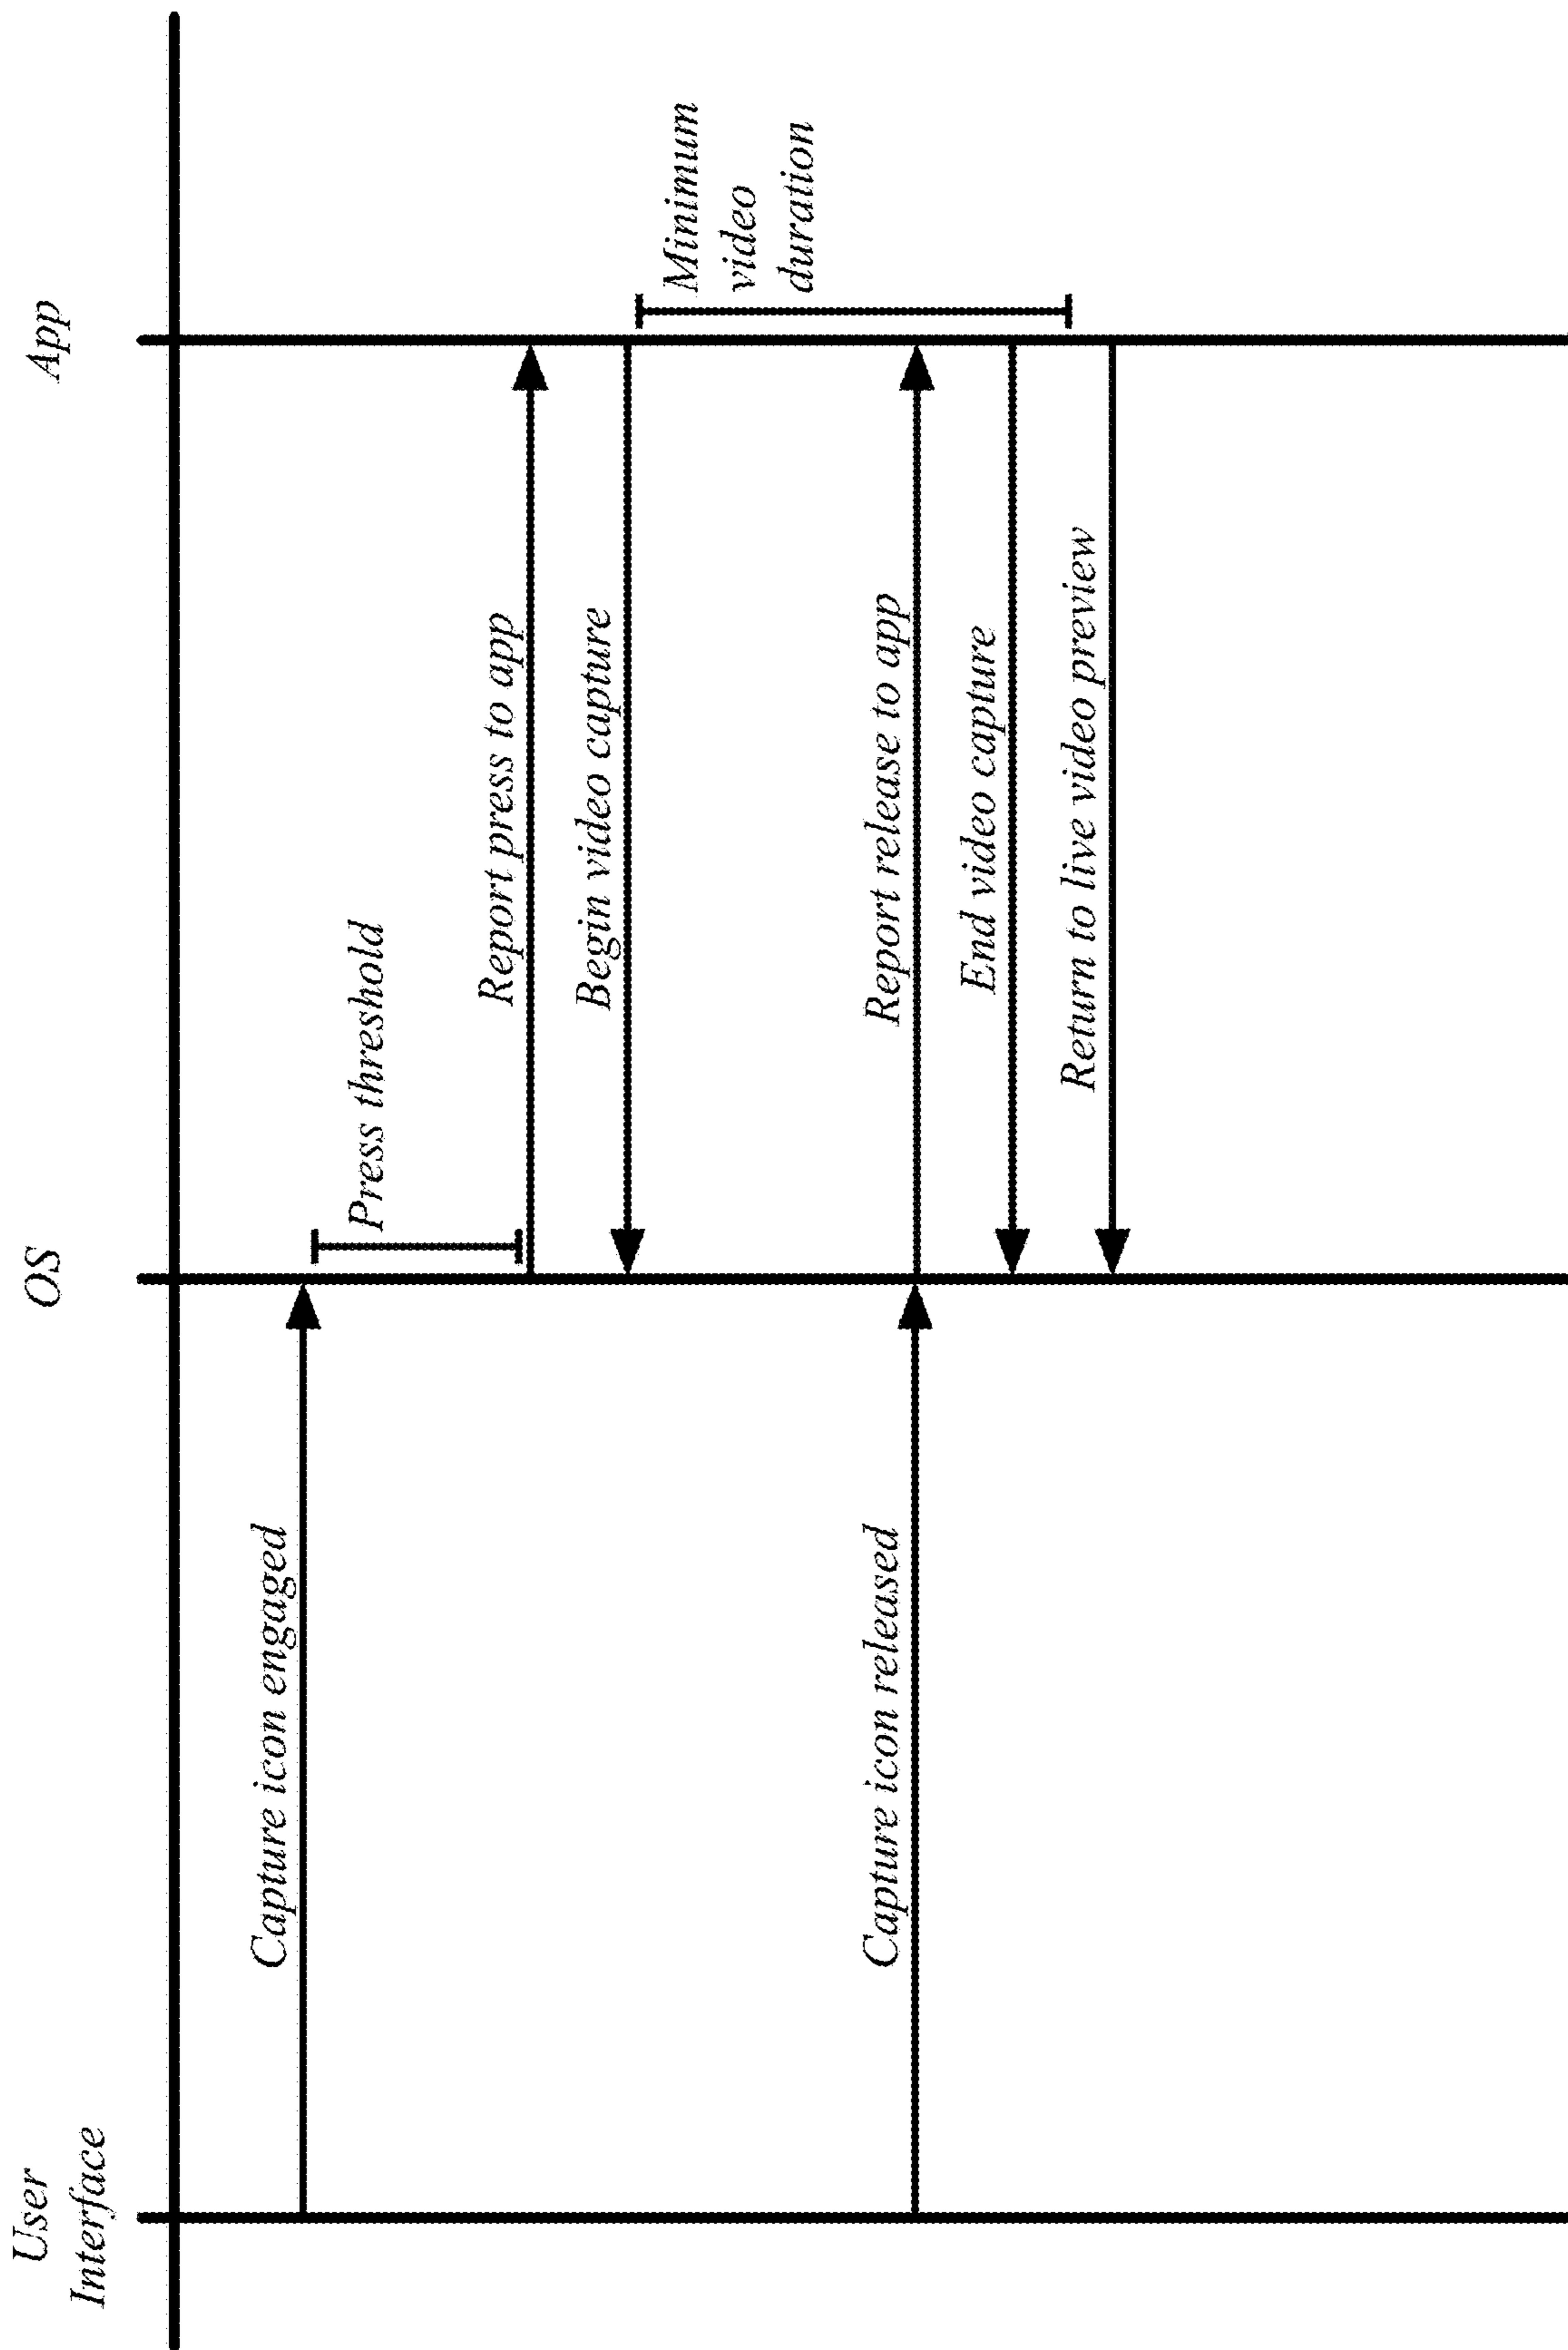 User
Interface
OS
App
Capture icon engaged
Press threshold
Report press to app
Begin video capture
Minimum
video
duration
Capture icon released
Report release to app
End video capture
Return to live video preview